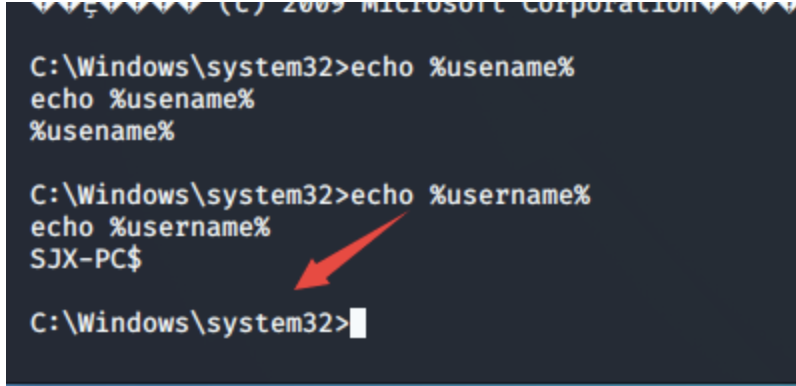 (C) 2009 Microsoft Corporation
C:\Windows\system32>echo %usename%
echo %usename%
%usename%
C:\Windows\system32>echo %username%
echo %username%
SJX-PC$
C:\Windows\system32>